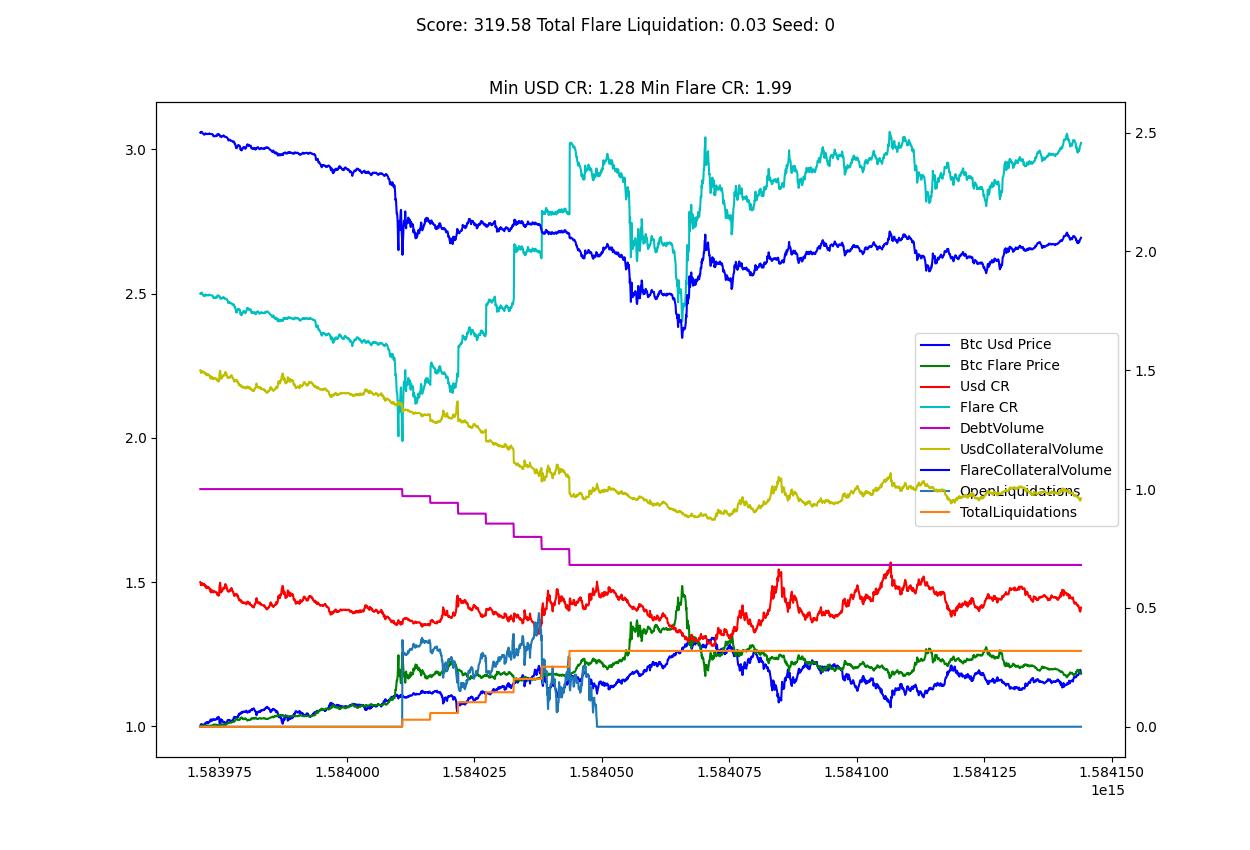 Score: 319.58 Total Flare Liquidation: 0.03 Seed: 0
Min USD CR: 1.28 Min Flare CR: 1.99
3.0
2.5
2.0
1.5
1.0
2.5
2.0
1.5
1.0
0.5
0.0
Btc Usd Price
Btc Flare Price
Usd CR
Flare CR
DebtVolume
UsdCollateralVolume
FlareCollateralVolume
OpenLiquidations
TotalLiquidations
1.583975 1.584000 1.584025 1.584050 1.584075 1.584100 1.584125 1.584150
1e15